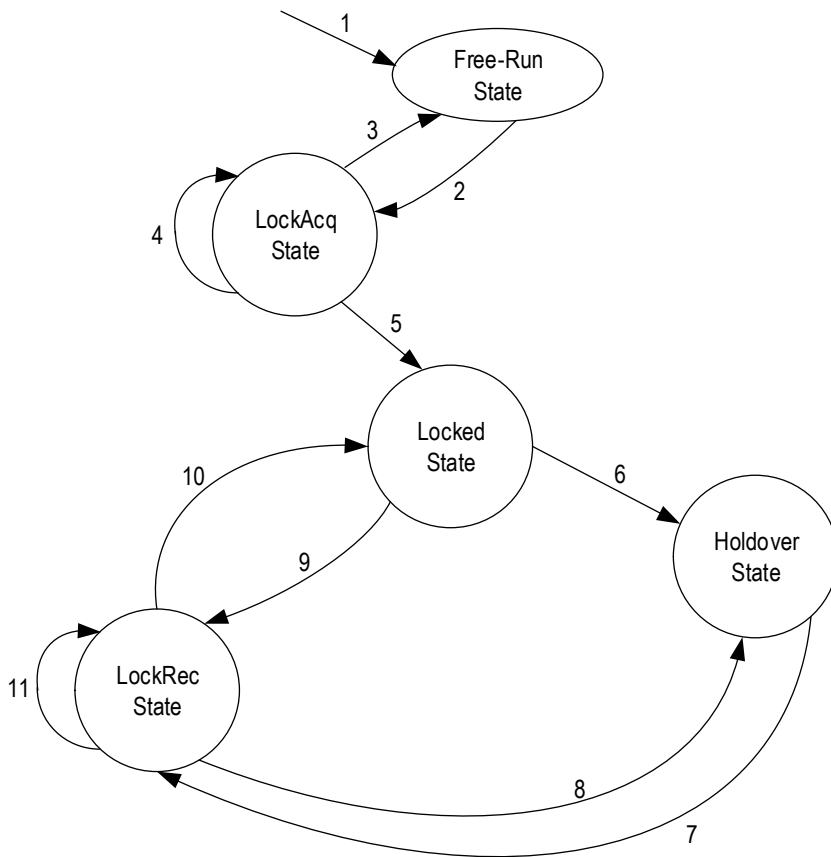 1
Free-Run
State
3
2
4
LockAcq
State
5
Locked
State
10
6
Holdover
State
9
11
LockRec
State
8
7